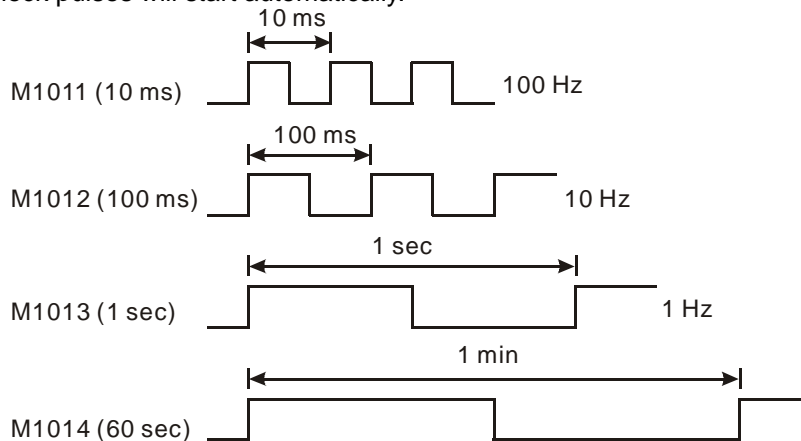 pulses will start automatically.
10 ms
M1011 (10 ms)
100 Hz
100 ms
M1012 (100 ms)
10 Hz
1 sec
M1013 (1 sec)
1 Hz
1 min
M1014 (60 sec)